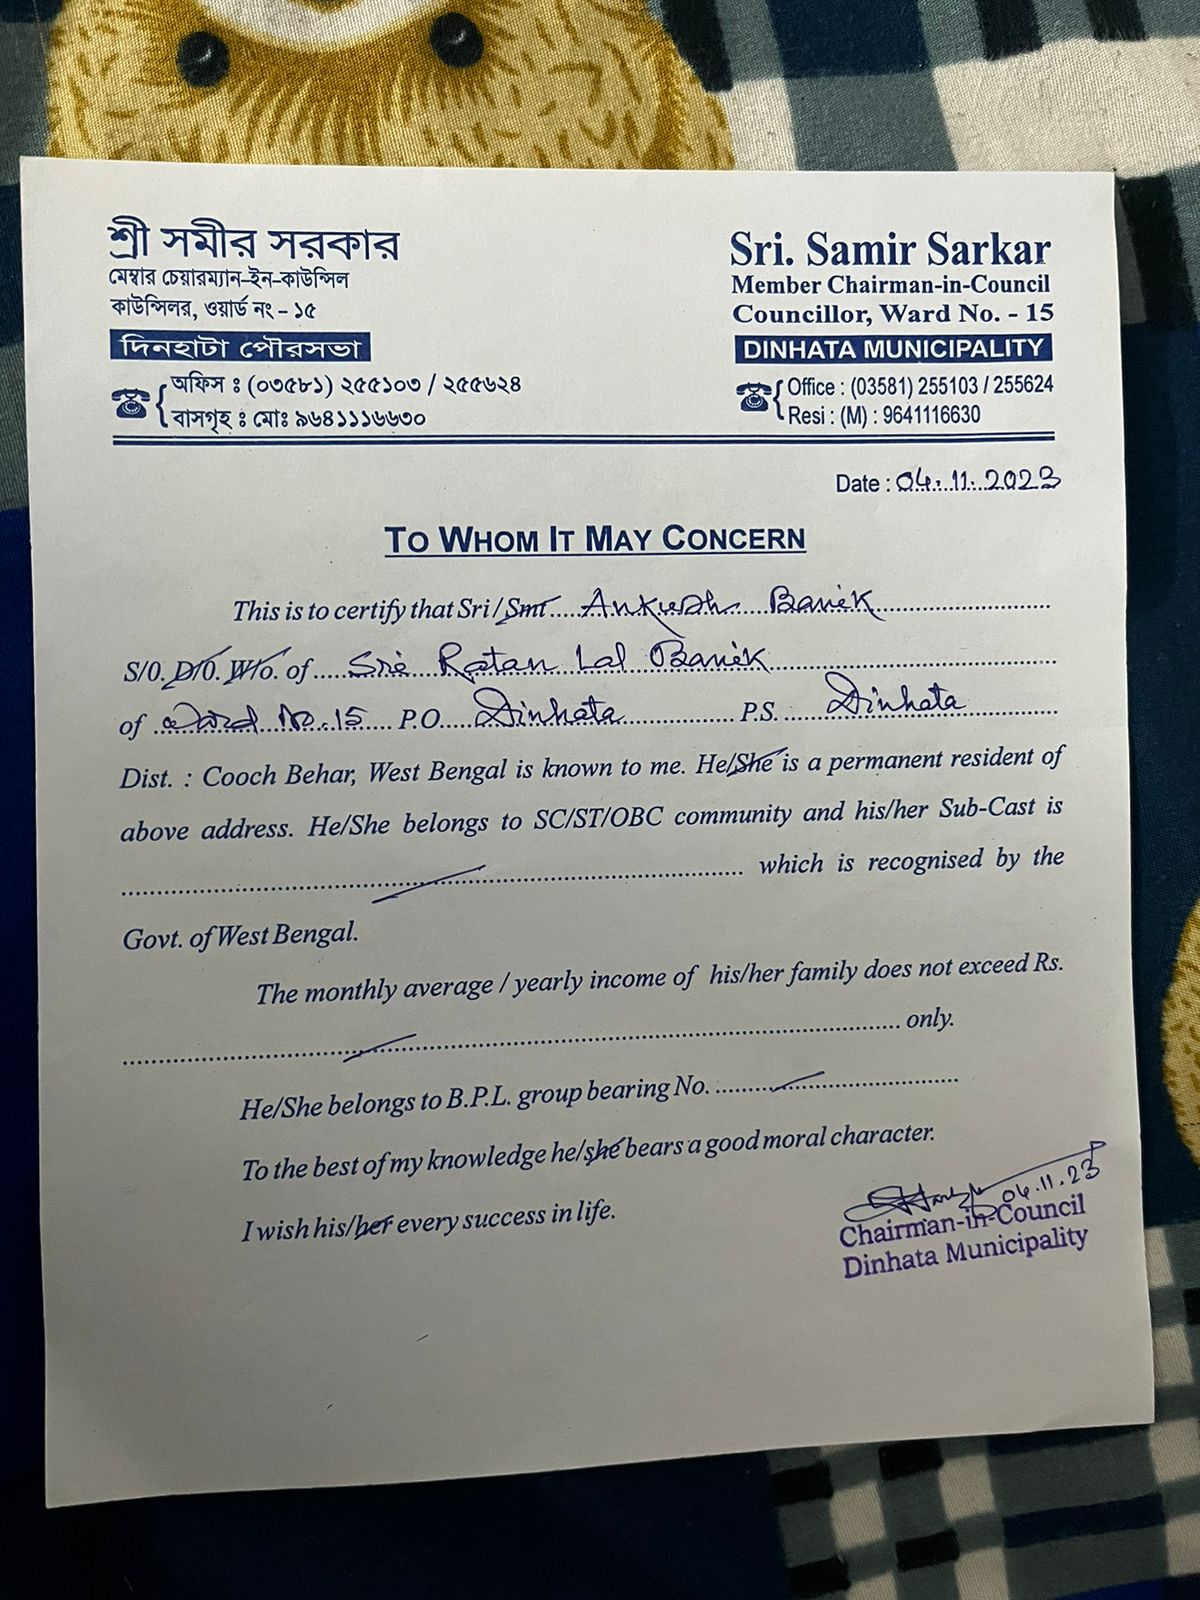 শ্রী সমীর সরকার
মেম্বার চেয়ারম্যান-ইন-কাউন্সিল
কাউন্সিলর, ওয়ার্ড নং - ১৫
দিনহাটা পৌরসভা
অফিস ঃ (০৩৫৮১) ২৫৫১০৩ / ২৫৫৬২৪
বাসগৃহ ঃ মোঃ ৯৬৪১১১৬৬৩০
Sri. Samir Sarkar
Member Chairman-in-Council
Councillor, Ward No. - 15
DINHATA MUNICIPALITY
Office : (03581) 255103 / 255624
Resi : (M) : 9641116630
Date : 04.11.2023
TO WHOM IT MAY CONCERN
This is to certify that Sri/Smt Ankush Banik
S/O. D/O. W/o. of Sri Ratan Lal Banik
of Ward No. 15 P.O. Dinhata P.S. Dinhata
Dist. : Cooch Behar, West Bengal is known to me. He/She is a permanent resident of
above address. He/She belongs to SC/ST/OBC community and his/her Sub-Cast is
which is recognised by the
Govt. of West Bengal.
The monthly average / yearly income of his/her family does not exceed Rs.
only.
He/She belongs to B.P.L. group bearing No.
To the best of my knowledge he/she bears a good moral character.
I wish his/her every success in life.
04.11.23
Chairman-in-Council
Dinhata Municipality